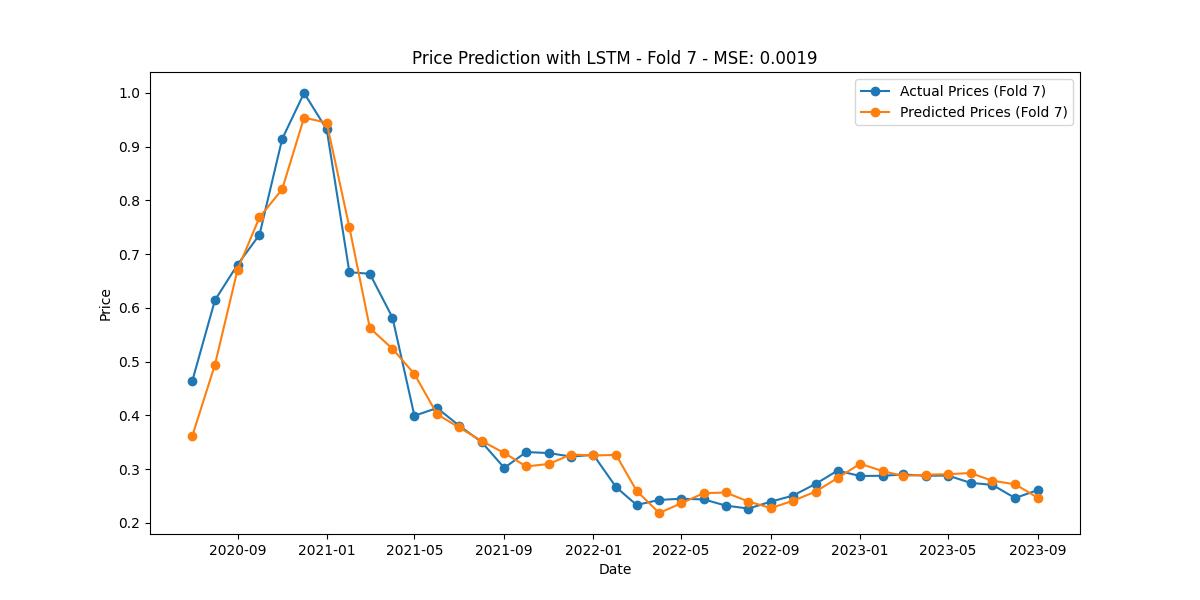 Price Prediction with LSTM - Fold 7 - MSE: 0.0019
Actual Prices (Fold 7)
Predicted Prices (Fold 7)
1.0
0.9
0.8
0.7
0.6
0.5
0.4
0.3
0.2
Price
2020-09 2021-01 2021-05 2021-09 2022-01 2022-05 2022-09 2023-01 2023-05 2023-09
Date